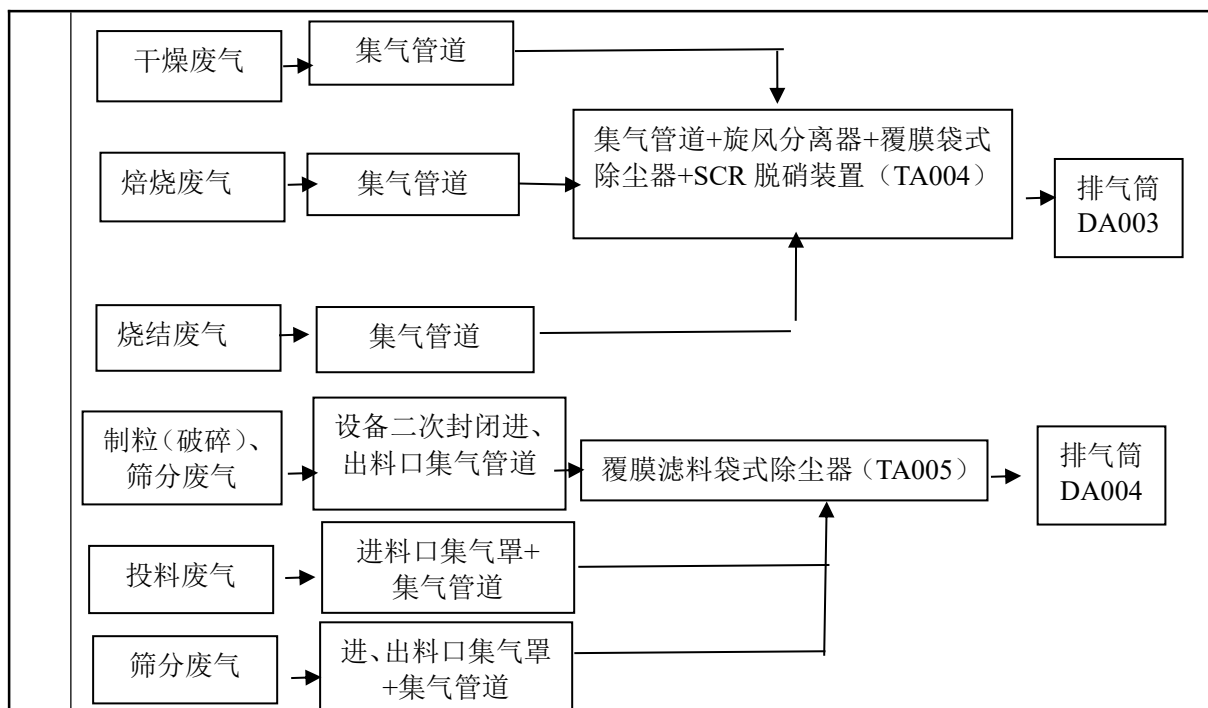 干燥废气
集气管道
集气管道+旋风分离器+覆膜袋式
除尘器+SCR 脱硝装置（TA004）
焙烧废气
集气管道
排气筒
DA003
烧结废气
集气管道
制粒（破碎）、
筛分废气
设备二次封闭进、
出料口集气管道
覆膜滤料袋式除尘器（TA005）
排气筒
DA004
投料废气
进料口集气罩+
集气管道
筛分废气
进、出料口集气罩
+集气管道